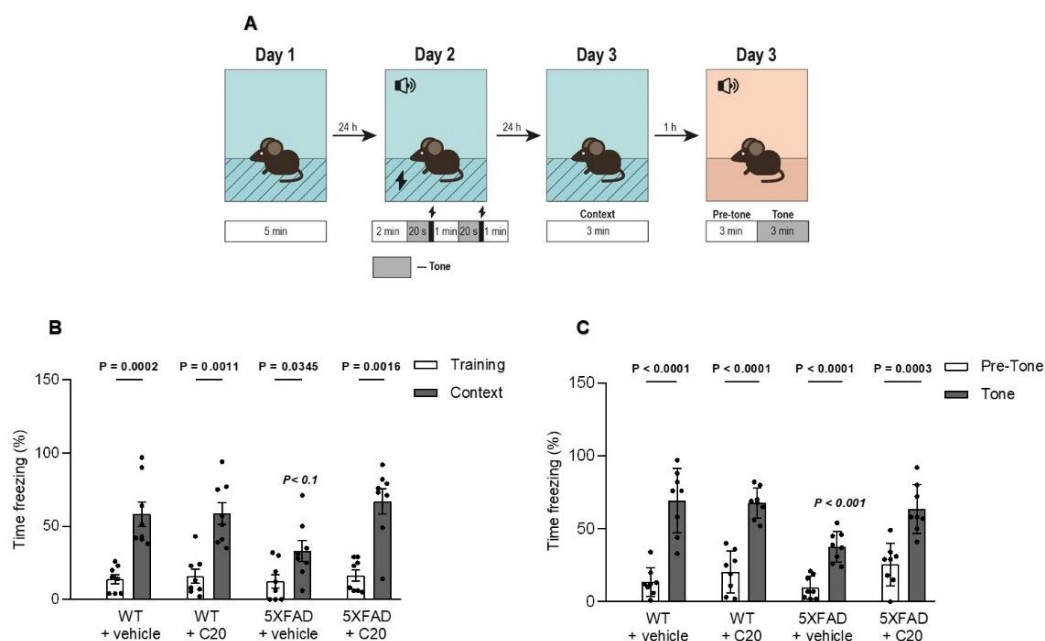 A
Day 1
Day 2
Day 3
Day 3
24 h
24 h
1 h
Context
Pre-tone Tone
5 min
2 min 20 s 1 min 20 s 1 min
3 min
3 min 3 min
— Tone
B
P = 0.0002 P = 0.0011 P = 0.0345 P = 0.0016
Training
Context
150
100
50
0
Time freezing (%)
P < 0.1
WT + vehicle
WT + C20
5XFAD + vehicle
5XFAD + C20
C
P < 0.0001 P < 0.0001 P < 0.0001 P = 0.0003
Pre-Tone
Tone
150
100
50
0
Time freezing (%)
P < 0.001
WT + vehicle
WT + C20
5XFAD + vehicle
5XFAD + C20